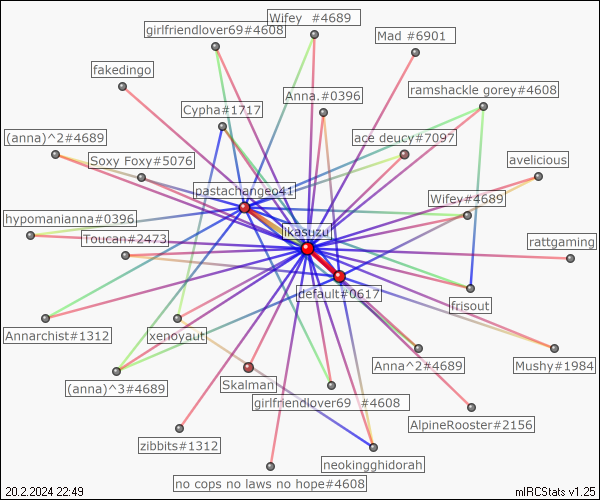 Wifey  #4689
girlfriendlover69#4608
Mad  #6901
fakedingo
ramshackle gorey#4608
Anna.#0396
Cypha#1717
(anna)^2#4689
ace deucy#7097
Soxy Foxy#5076
avelicious
pastachangeo41
Wifey#4689
hypomanianna#0396
ikasuzu
Toucan#2473
rattgaming
default#0617
frisout
Annarchist#1312
xenoyaut
Anna^2#4689
Mushy#1984
(anna)^3#4689
Skalman
girlfriendlover69  #4608
AlpineRooster#2156
zibbits#1312
neokingghidorah
no cops no laws no hope#4608
20.2.2024 22:49
mIRCStats v1.25